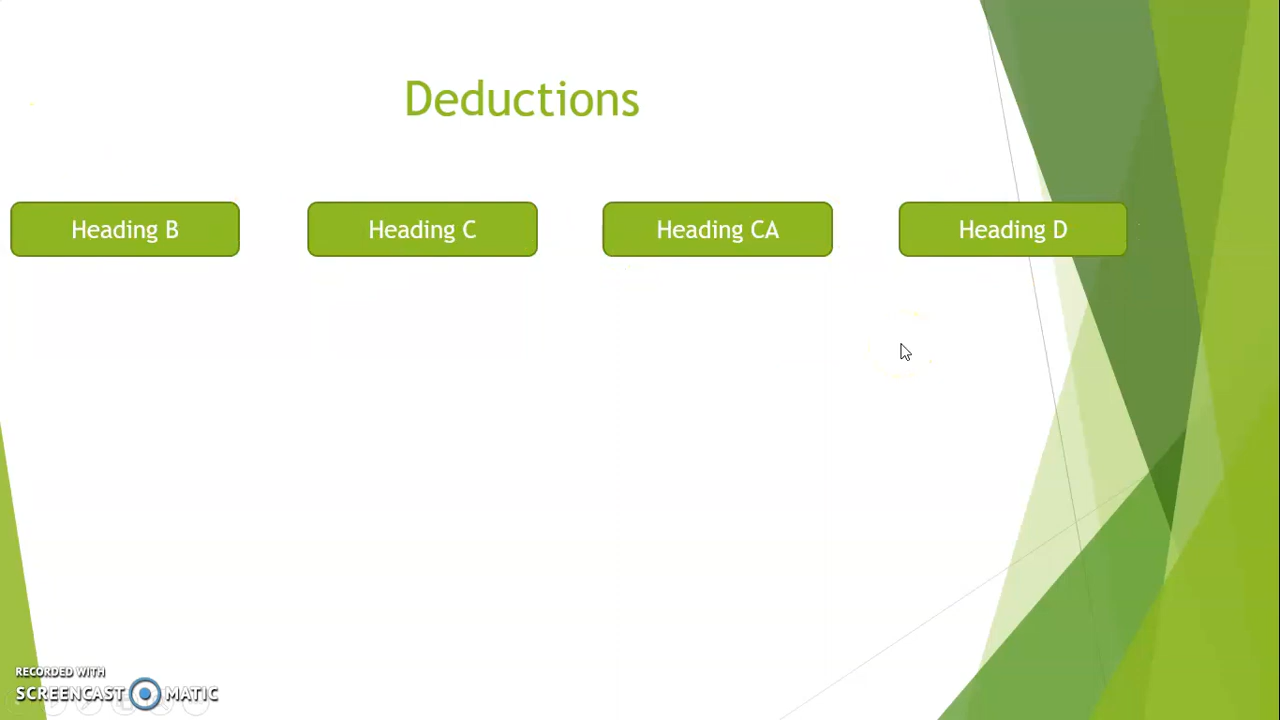 Deductions
Heading B
Heading C
Heading CA
Heading D
RECORDED WITH
SCREENCAST MATIC